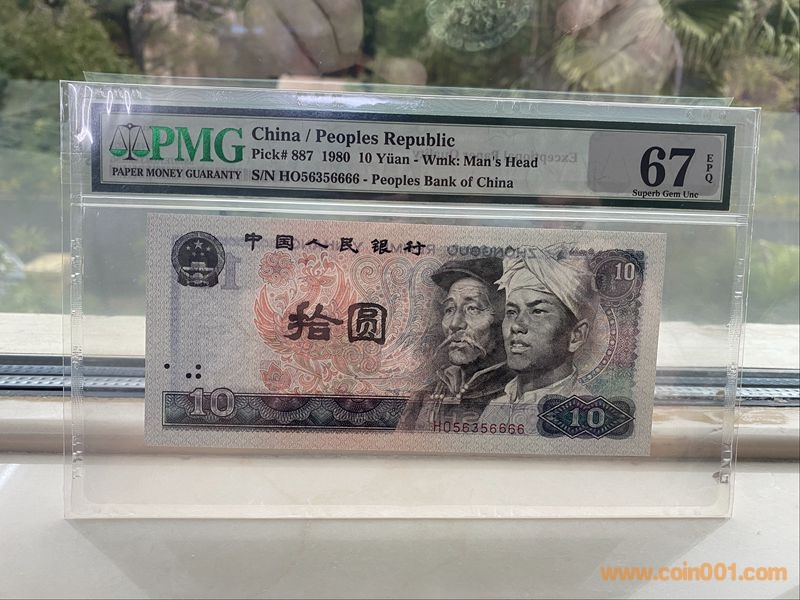 PMG
PAPER MONEY GUARANTY
China / Peoples Republic
Pick# 887 1980 10 Yüan - Wmk: Man's Head
S/N HO56356666 - Peoples Bank of China
67 EPQ
Superb Gem Unc
中国人民银行
10
拾圆
10
10
HO56356666
www.coin001.com